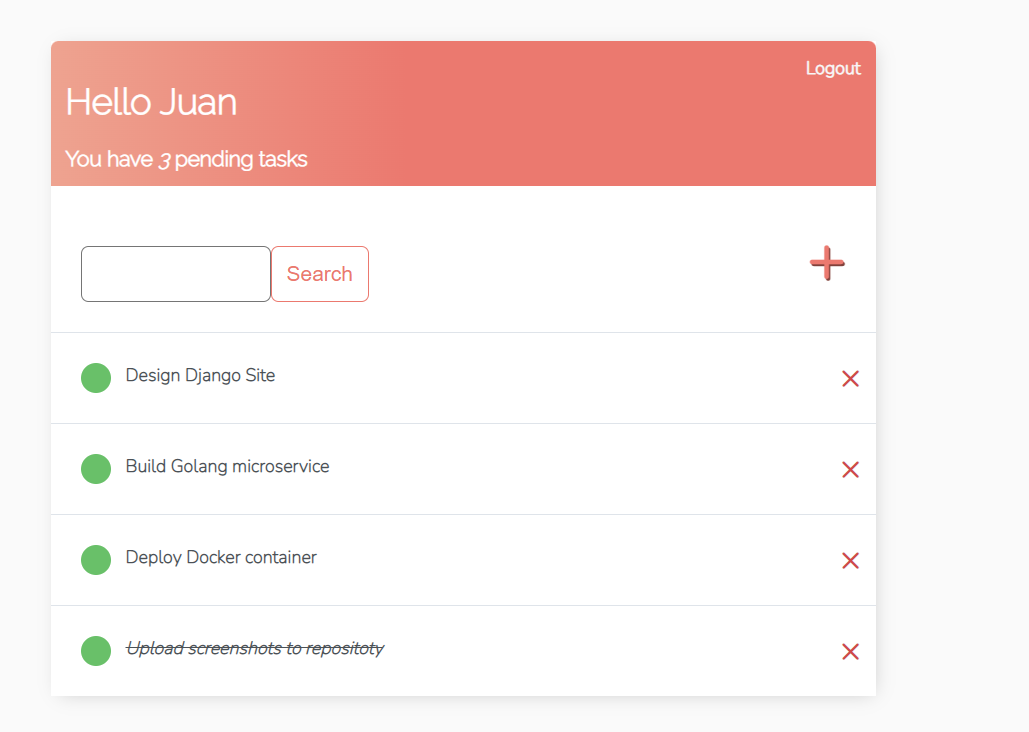 Logout
Hello Juan
You have 3 pending tasks
Search
Design Django Site
Build Golang microservice
Deploy Docker container
Upload screenshots to repositoty